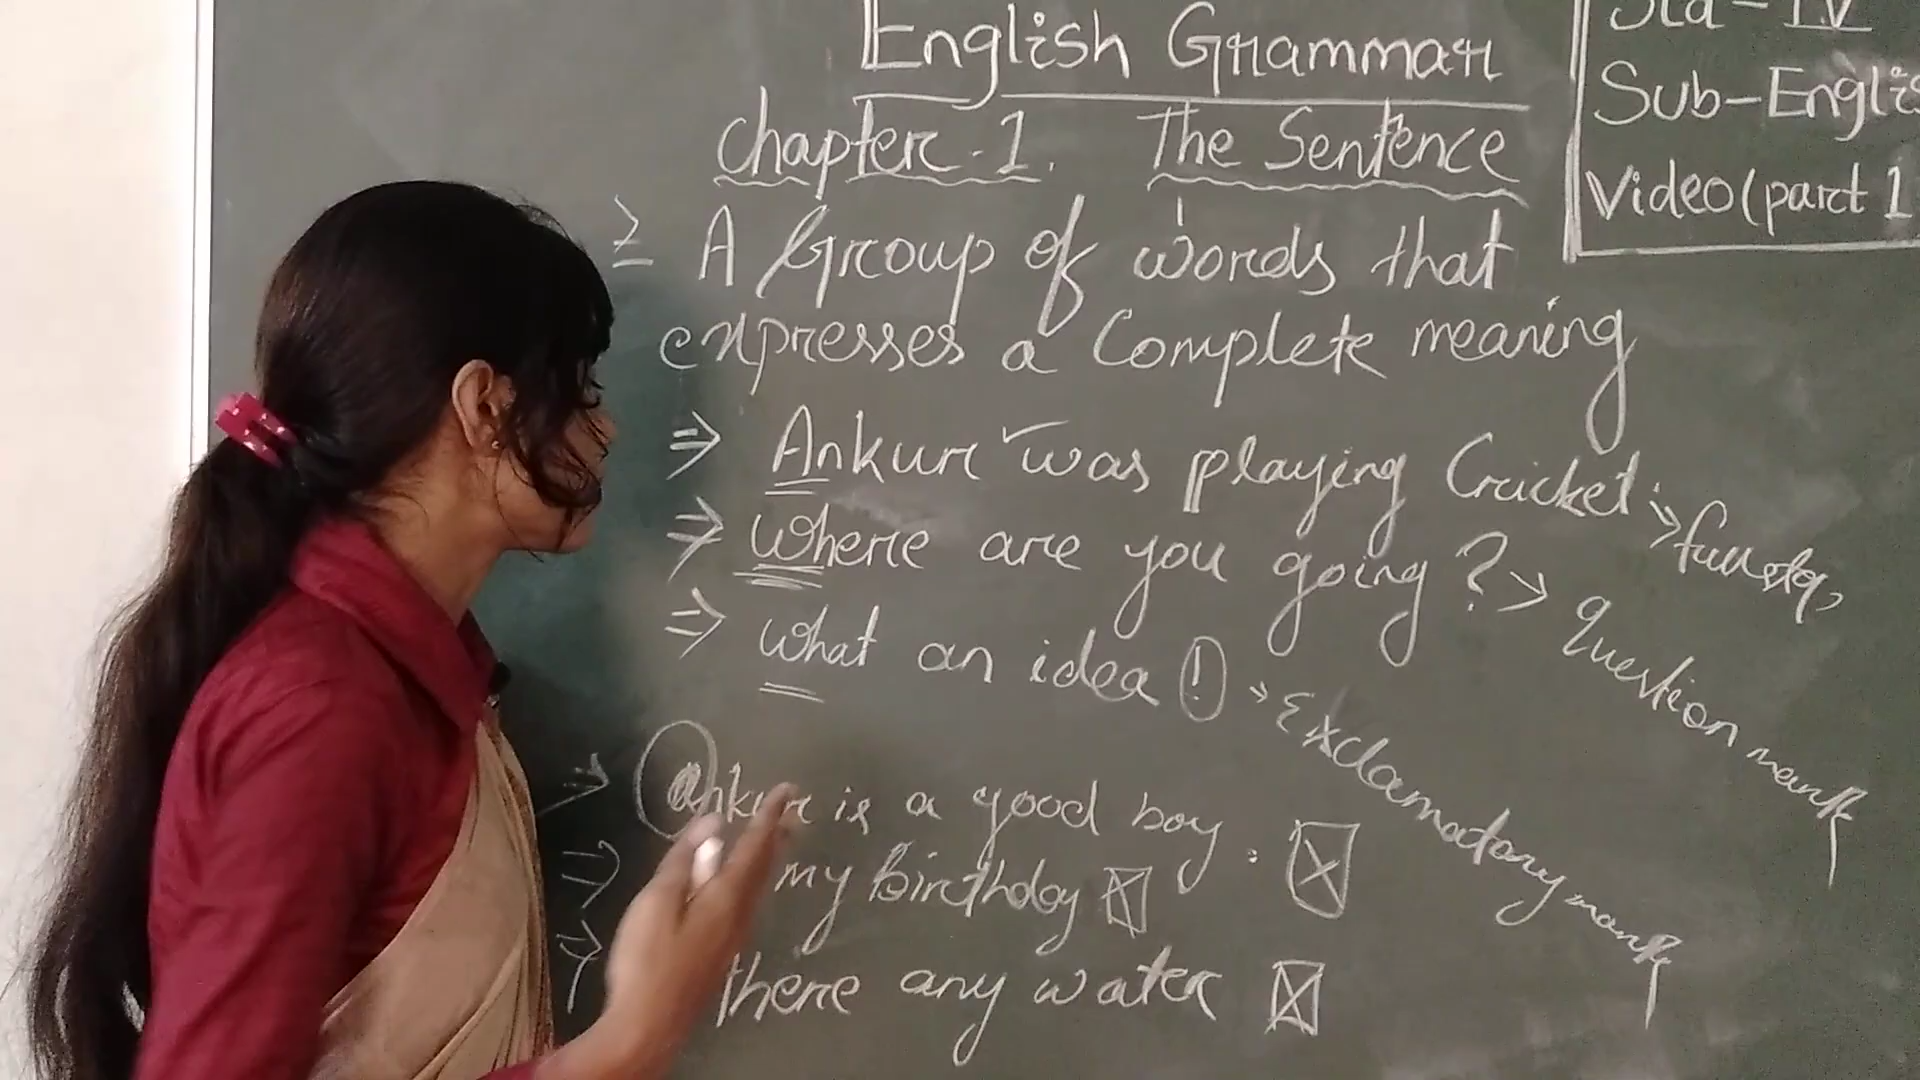 English Grammar
Std - IV
Sub - Englis
Video (part 1
Chapter - 1. The Sentence
A Group of words that
expresses a Complete meaning
⇒ Ankur was playing Cricket.
⇒ Where are you going ? → question mark
⇒ what an idea ! → Exclamatory mark
ankur is a good boy .
my birthday
there any water